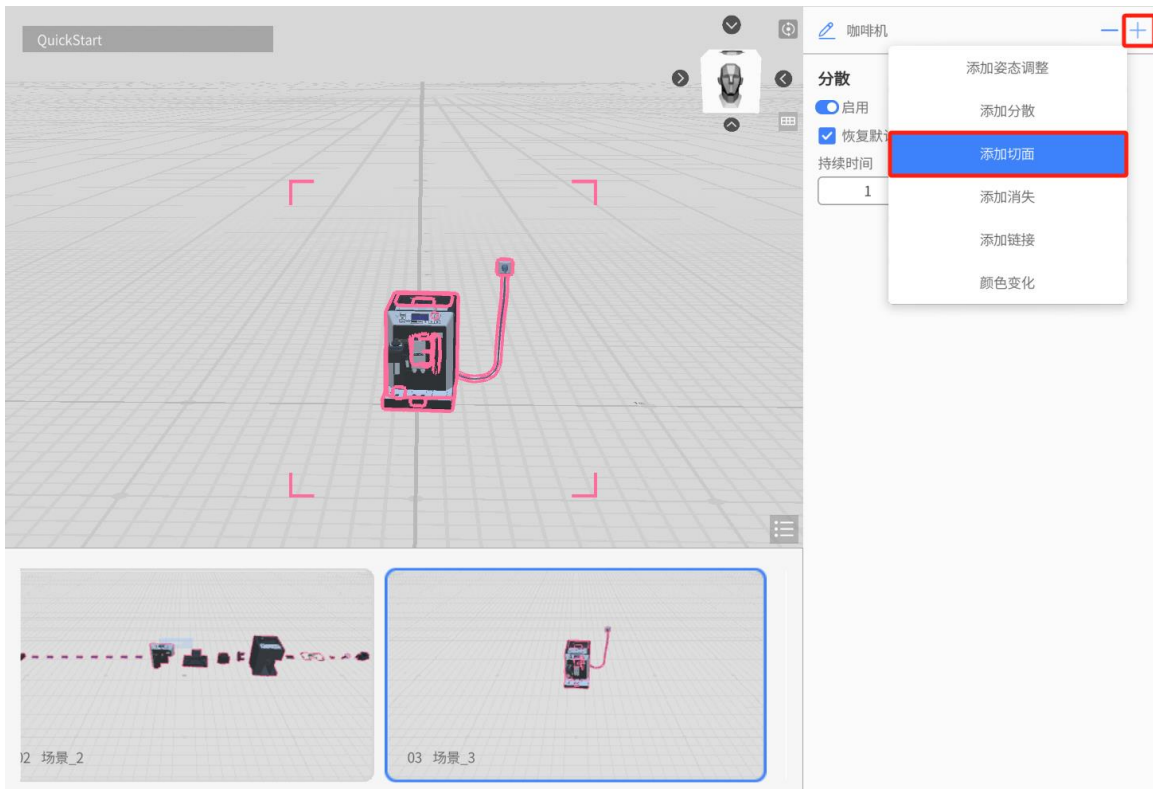 QuickStart
咖啡机
添加姿态调整
添加分散
添加切面
添加消失
添加链接
颜色变化
分散
启用
恢复默
持续时间
1
02 场景_2
03 场景_3